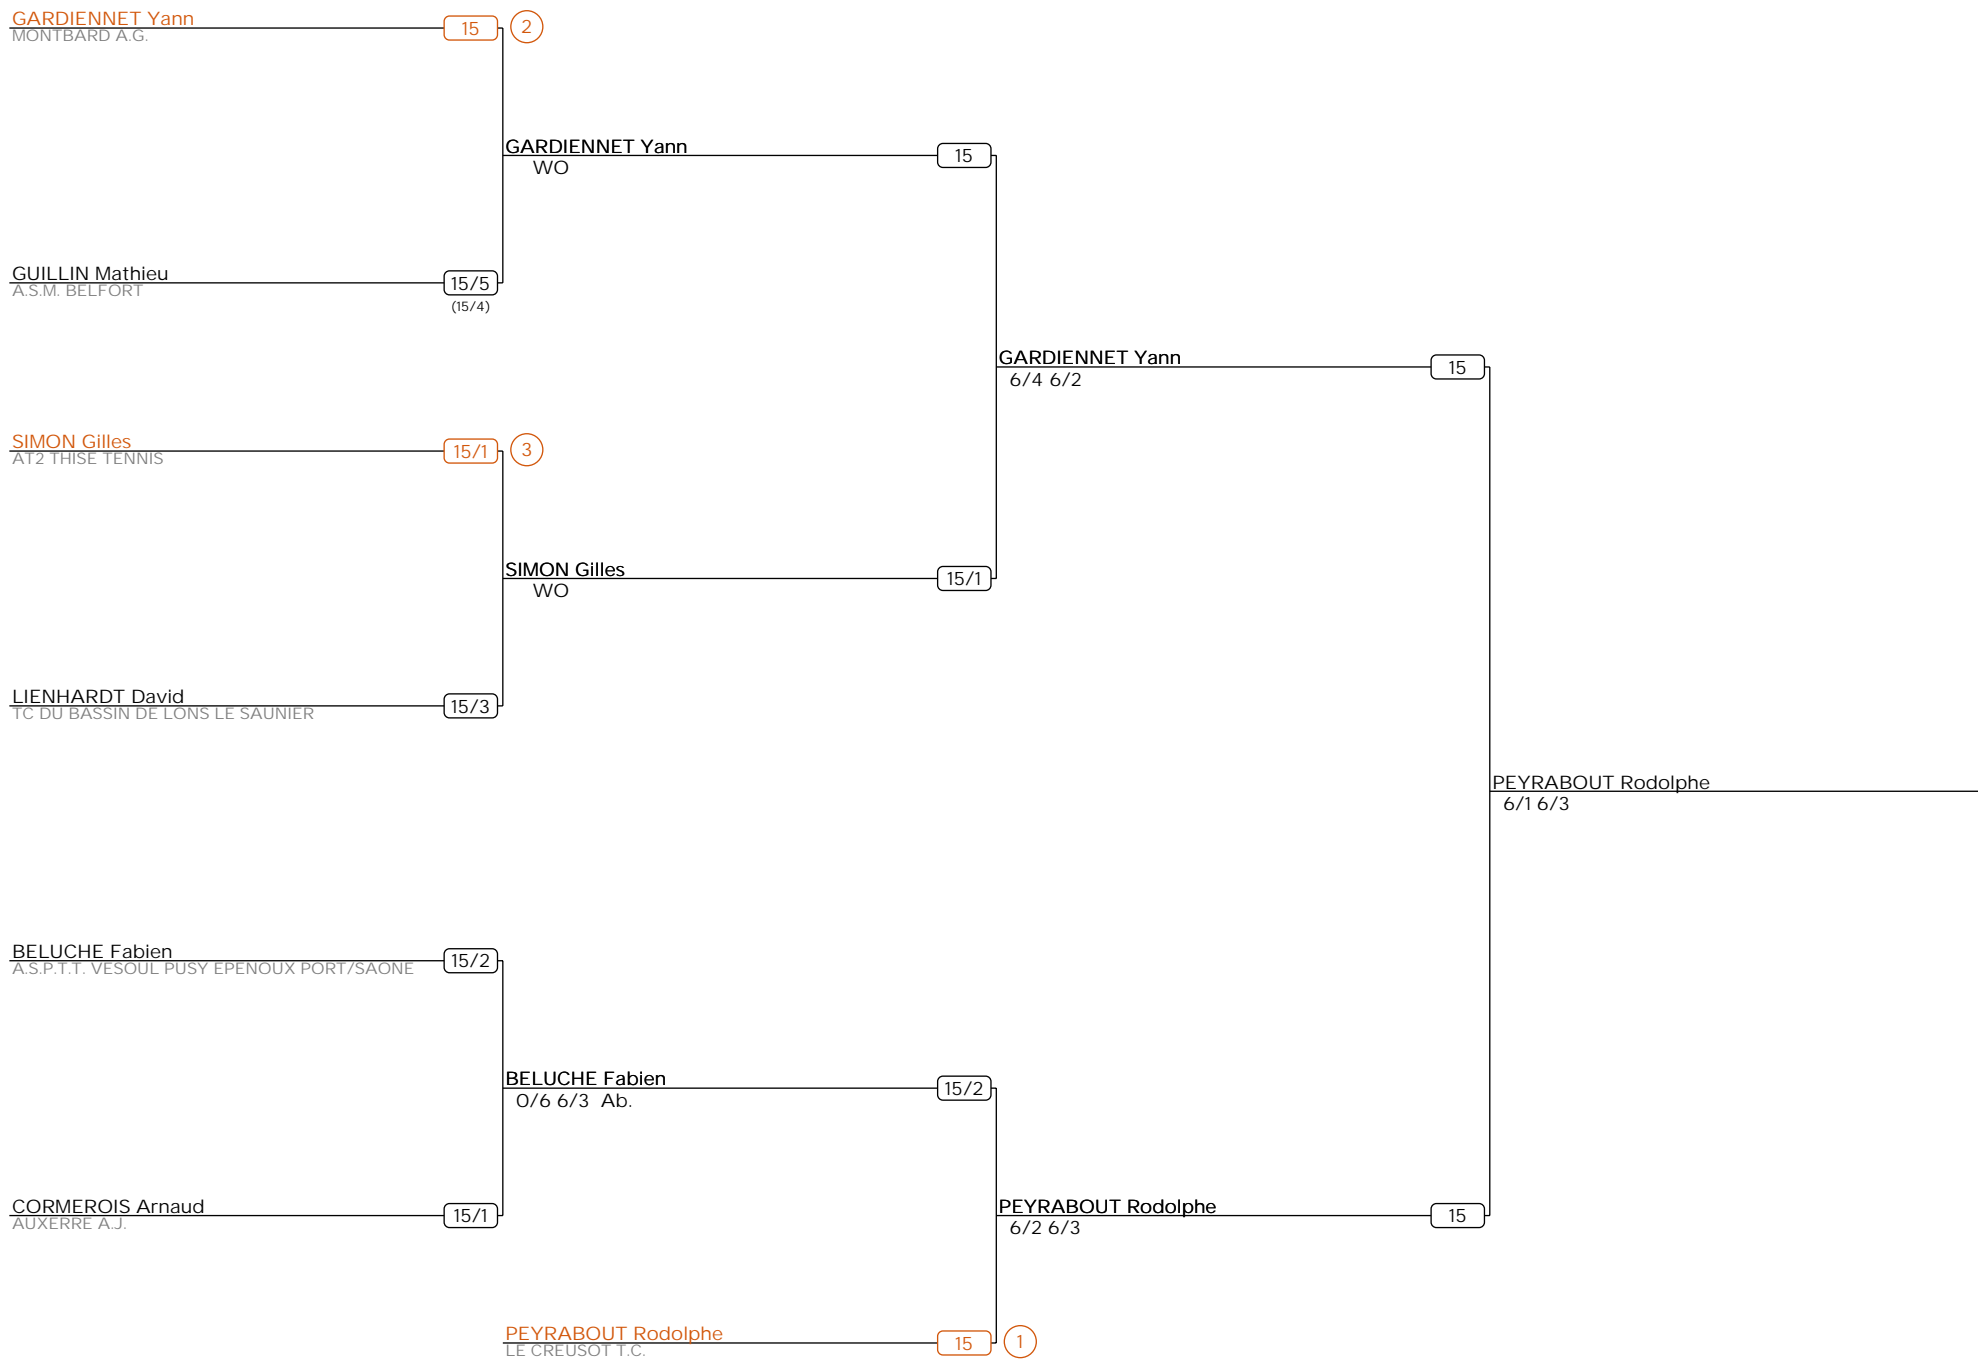 GARDIENNET Yann
MONTBARD A.G.
15
2
GARDIENNET Yann
WO
15
GUILLIN Mathieu
A.S.M. BELFORT
15/5
(15/4)
GARDIENNET Yann
6/4 6/2
15
SIMON Gilles
AT2 THISE TENNIS
15/1
3
SIMON Gilles
WO
15/1
LIENHARDT David
TC DU BASSIN DE LONS LE SAUNIER
15/3
PEYRABOUT Rodolphe
6/1 6/3
BELUCHE Fabien
A.S.P.T.T. VESOUL PUSY EPENOUX PORT/SAONE
15/2
BELUCHE Fabien
0/6 6/3 Ab.
15/2
CORMEROIS Arnaud
AUXERRE A.J.
15/1
PEYRABOUT Rodolphe
6/2 6/3
15
PEYRABOUT Rodolphe
LE CREUSOT T.C.
15
1